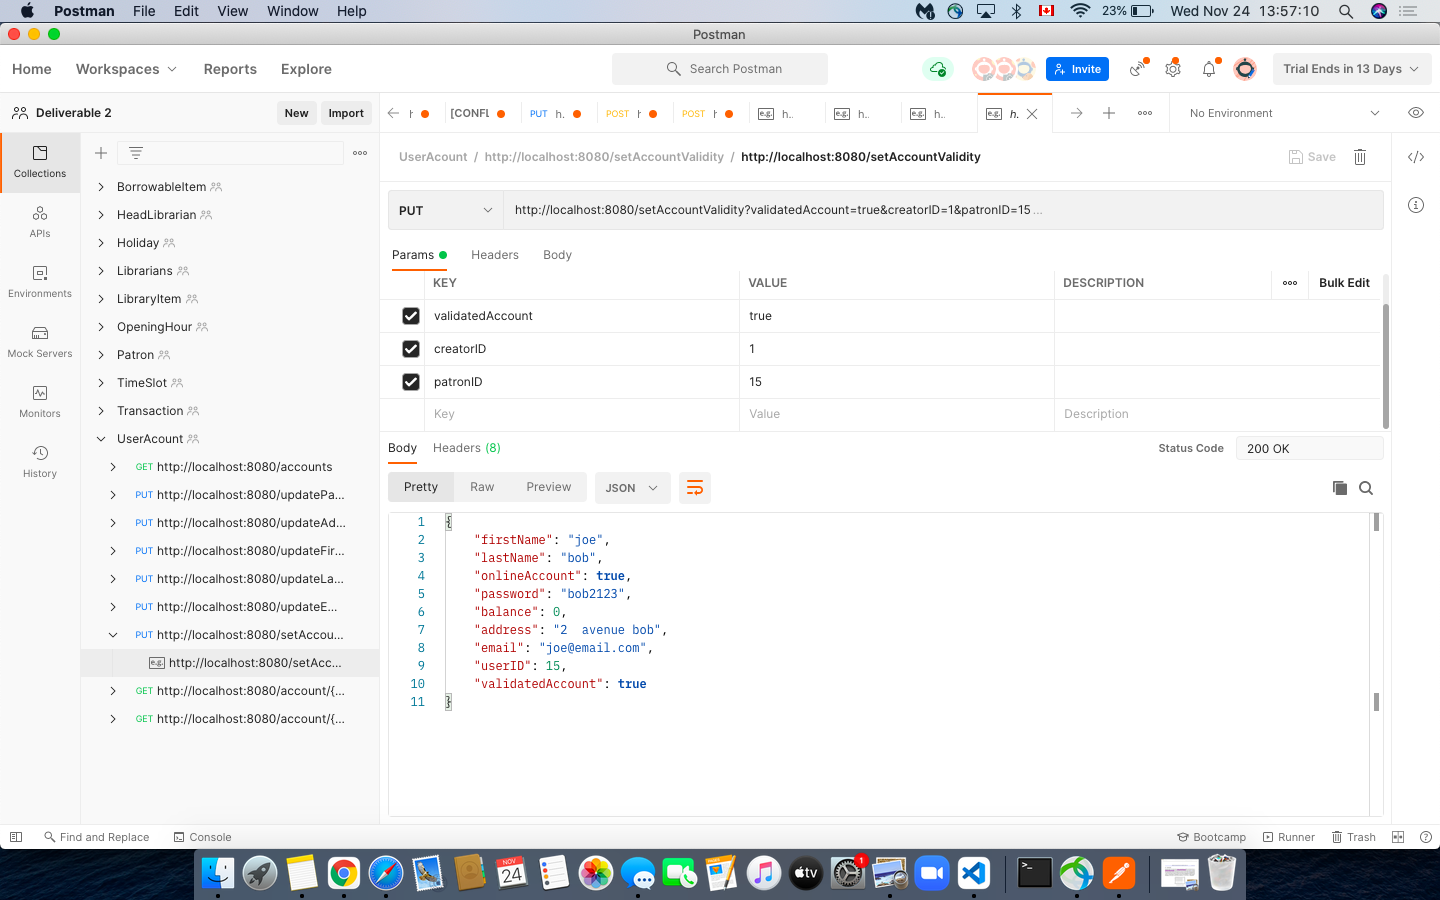 Postman File Edit View Window Help 23% Wed Nov 24 13:57:10
Postman
Home Workspaces Reports Explore Search Postman Invite Trial Ends in 13 Days
Deliverable 2 New Import
h [CONFL PUT h. POST h POST h e.g. h.. e.g. h.. e.g. h.. e.g. h. No Environment
Collections
APIs
Environments
Mock Servers
Monitors
History
BorrowableItem
HeadLibrarian
Holiday
Librarians
LibraryItem
OpeningHour
Patron
TimeSlot
Transaction
UserAcount
GET http://localhost:8080/accounts
PUT http://localhost:8080/updatePa...
PUT http://localhost:8080/updateAd...
PUT http://localhost:8080/updateFir...
PUT http://localhost:8080/updateLa...
PUT http://localhost:8080/updateE...
PUT http://localhost:8080/setAccou...
e.g. http://localhost:8080/setAcc...
GET http://localhost:8080/account/{...
GET http://localhost:8080/account/{...
UserAcount / http://localhost:8080/setAccountValidity / http://localhost:8080/setAccountValidity Save
PUT http://localhost:8080/setAccountValidity?validatedAccount=true&creatorID=1&patronID=15 ...
Params Headers Body
KEY VALUE DESCRIPTION Bulk Edit
validatedAccount true
creatorID 1
patronID 15
Key Value Description
Body Headers (8) Status Code 200 OK
Pretty Raw Preview JSON
1 {
2 "firstName": "joe",
3 "lastName": "bob",
4 "onlineAccount": true,
5 "password": "bob2123",
6 "balance": 0,
7 "address": "2  avenue bob",
8 "email": "joe@email.com",
9 "userID": 15,
10 "validatedAccount": true
11 }
Find and Replace Console Bootcamp Runner Trash
NOV
24
tv
1